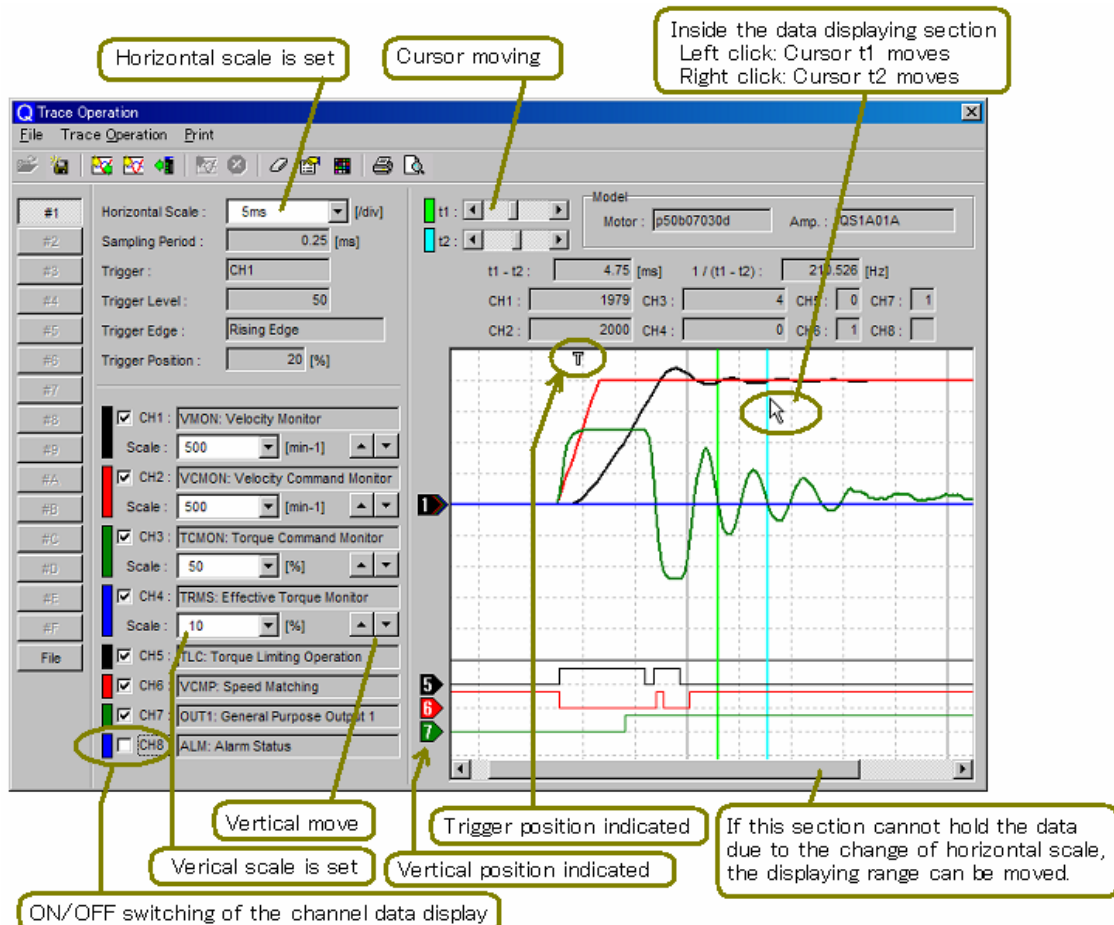 Horizontal scale is set
Cursor moving
Inside the data displaying section
Left click: Cursor t1 moves
Right click: Cursor t2 moves
Trace Operation
File Trace Operation Print
#1
#2
#3
#4
#5
#6
#7
#8
#9
#A
#B
#C
#D
#E
#F
File
Horizontal Scale : 5ms [/div]
Sampling Period : 0.25 [ms]
Trigger : CH1
Trigger Level : 50
Trigger Edge : Rising Edge
Trigger Position : 20 [%]
CH1 : VMON: Velocity Monitor
Scale : 500 [min-1]
CH2 : VCMON: Velocity Command Monitor
Scale : 500 [min-1]
CH3 : TCMON: Torque Command Monitor
Scale : 50 [%]
CH4 : TRMS: Effective Torque Monitor
Scale : 10 [%]
CH5 : TLC: Torque Limiting Operation
CH6 : VCMP: Speed Matching
CH7 : OUT1: General Purpose Output 1
CH8 ALM: Alarm Status
t1 :
t2 :
Model
Motor : p50b07030d Amp. : QS1A01A
t1 - t2 : 4.75 [ms] 1 / (t1 - t2) : 210.526 [Hz]
CH1 : 1979 CH3 : 4 CH5 : 0 CH7 : 1
CH2 : 2000 CH4 : 0 CH6 : 1 CH8 :
T
1
5
6
7
Vertical move
Trigger position indicated
If this section cannot hold the data
due to the change of horizontal scale,
the displaying range can be moved.
Verical scale is set
Vertical position indicated
ON/OFF switching of the channel data display